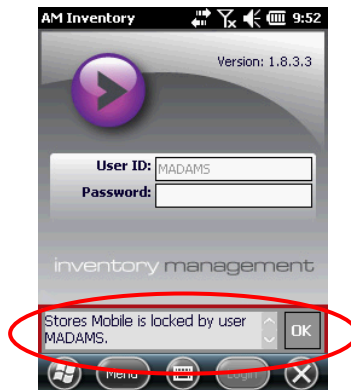 AM Inventory 9:52
Version: 1.8.3.3
User ID: MADAMS
Password:
inventory management
Stores Mobile is locked by user
MADAMS.
OK
Menu Login